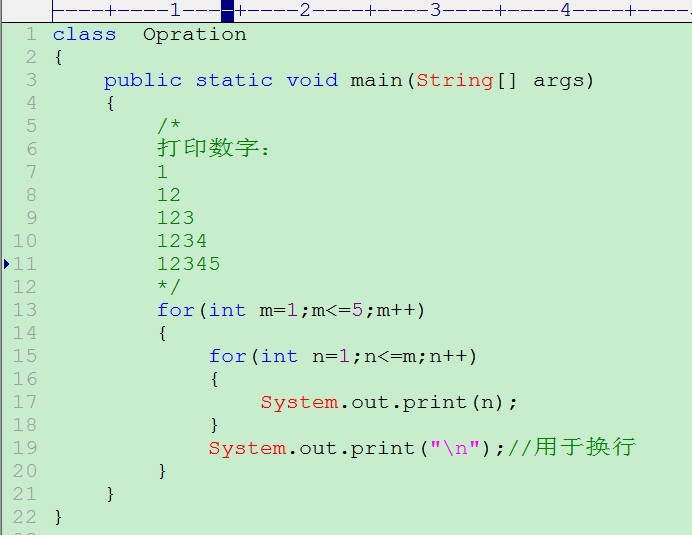 ----+----1----+----2----+----3----+----4----+----
1 class  Opration
2 {
3     public static void main(String[] args)
4     {
5         /*
6         打印数字：
7         1
8         12
9         123
10         1234
11         12345
12         */
13         for(int m=1;m<=5;m++)
14         {
15             for(int n=1;n<=m;n++)
16             {
17                 System.out.print(n);
18             }
19             System.out.print("\n");//用于换行
20         }
21     }
22 }